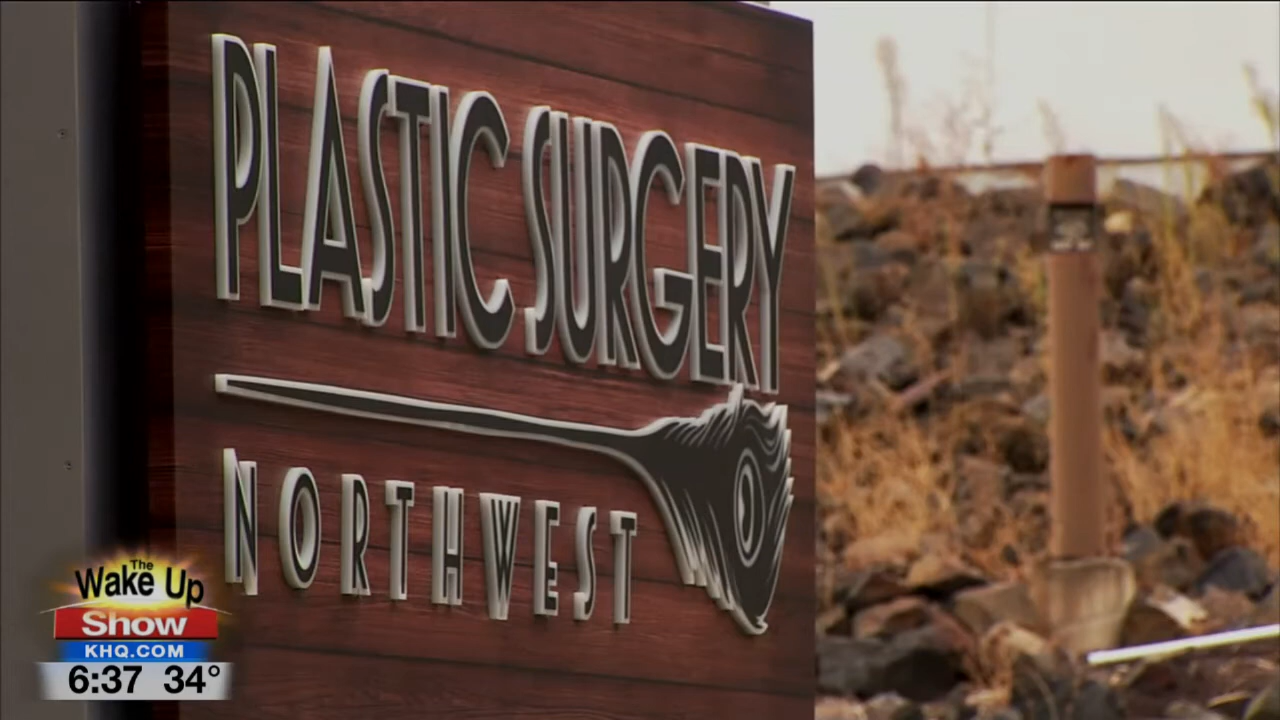 PLASTIC SURGERY
NORTHWEST
The
Wake Up
Show
KHQ.COM
6:37 34°